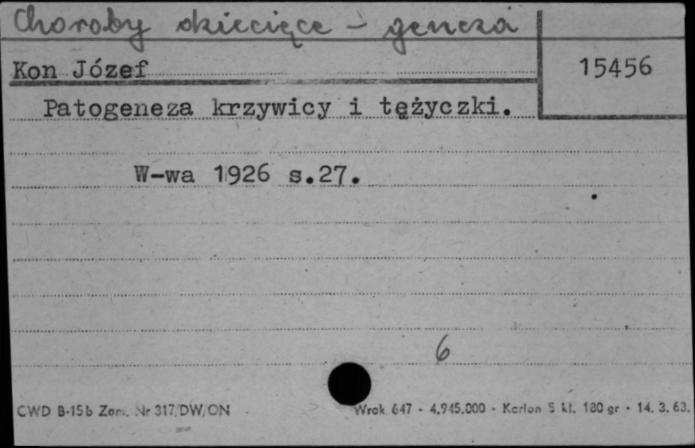 Choroby dziecięce - geneza
Kon Józef
15456
Patogeneza krzywicy i tężyczki.
W-wa 1926 s.27.
6
CWD B-15b Zam. Nr 317/DW/ON
Wrok 647 - 4.945.000 - Karton 5 kl. 180 gr - 14. 3. 63.